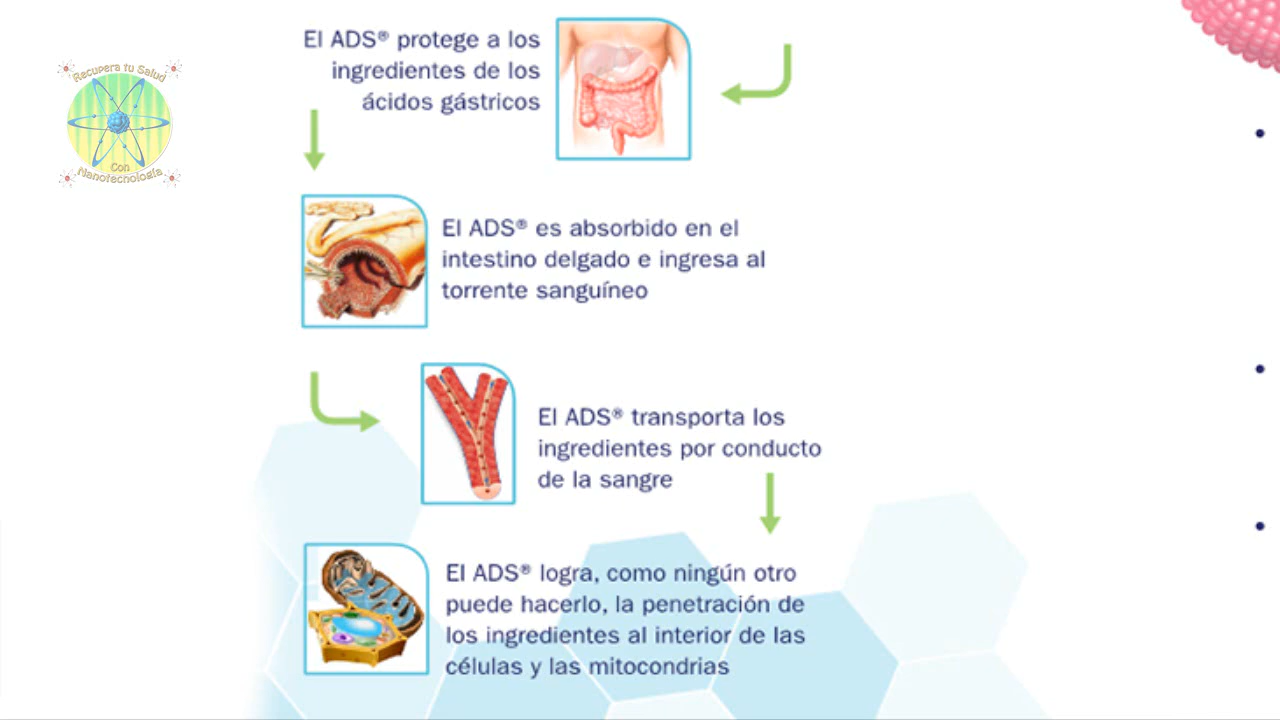 El ADS® protege a los
ingredientes de los
ácidos gástricos
Recupera tu Salud
Con
Nanotecnología
El ADS® es absorbido en el
intestino delgado e ingresa al
torrente sanguíneo
El ADS® transporta los
ingredientes por conducto
de la sangre
El ADS® logra, como ningún otro
puede hacerlo, la penetración de
los ingredientes al interior de las
células y las mitocondrias